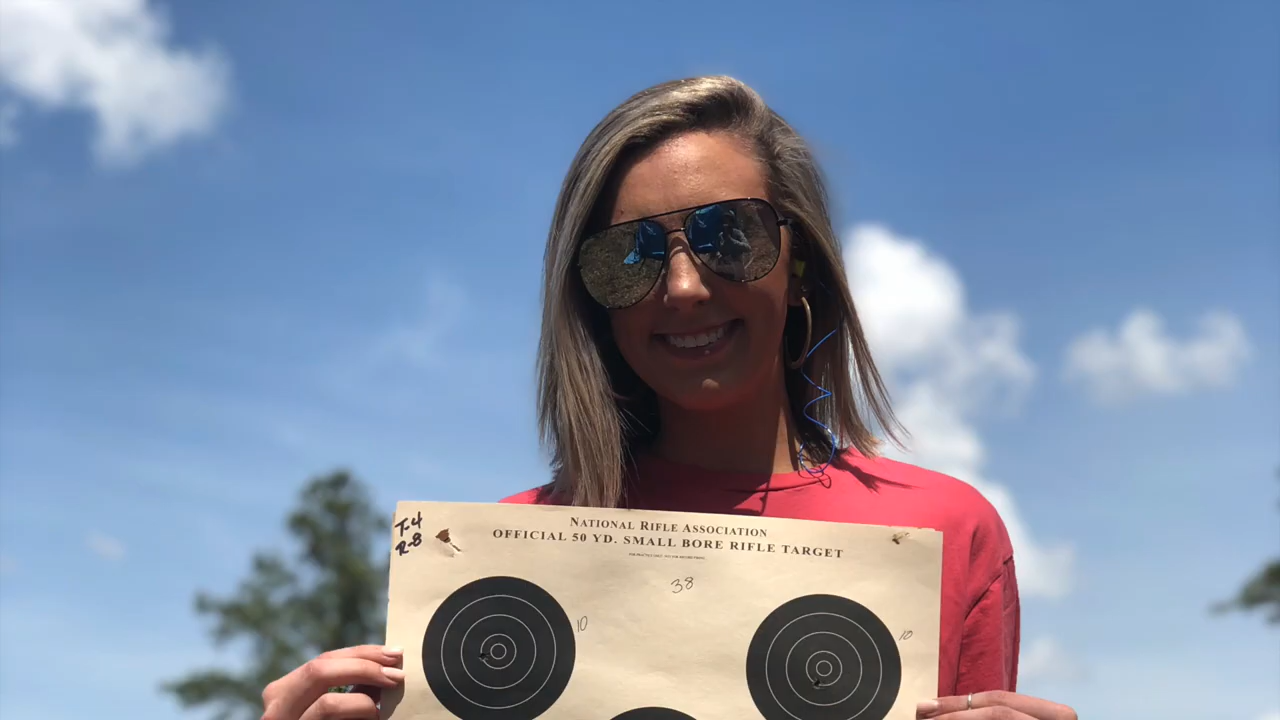 T.4
R.8
NATIONAL RIFLE ASSOCIATION
OFFICIAL 50 YD. SMALL BORE RIFLE TARGET
38
10
10